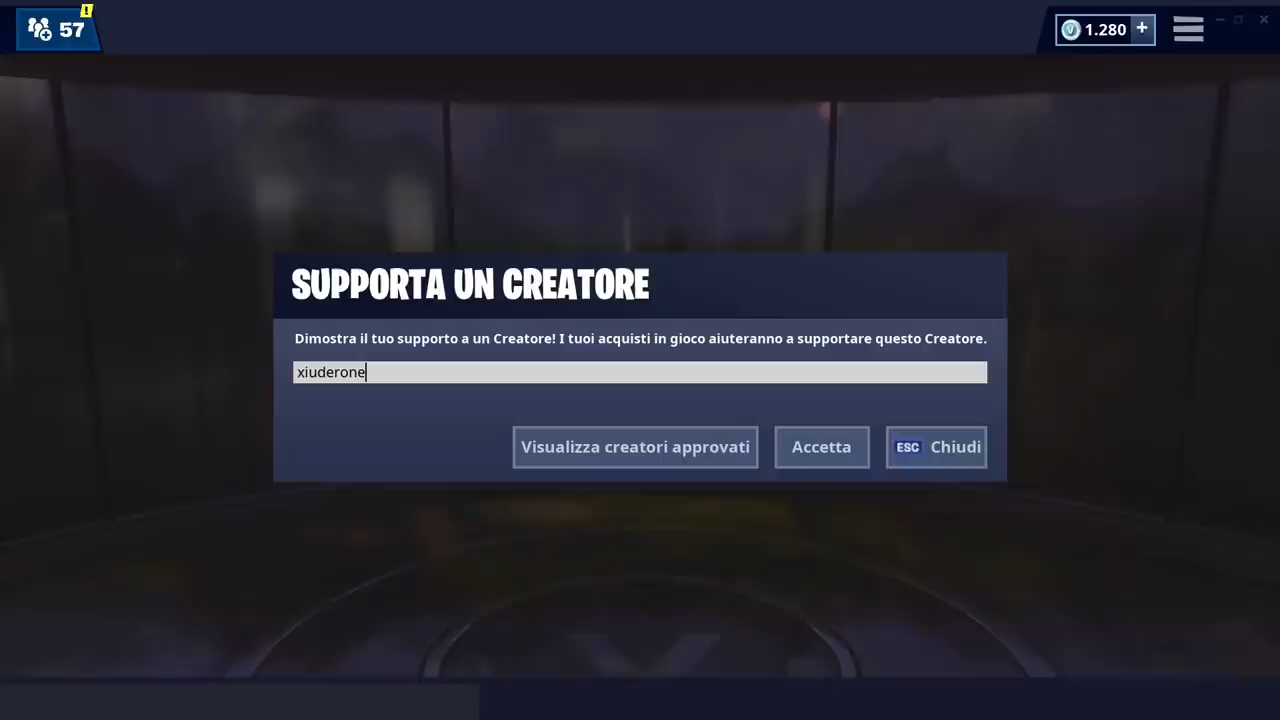 57
!
1.280 +
SUPPORTA UN CREATORE
Dimostra il tuo supporto a un Creatore! I tuoi acquisti in gioco aiuteranno a supportare questo Creatore.
xiuderone
Visualizza creatori approvati
Accetta
ESC Chiudi